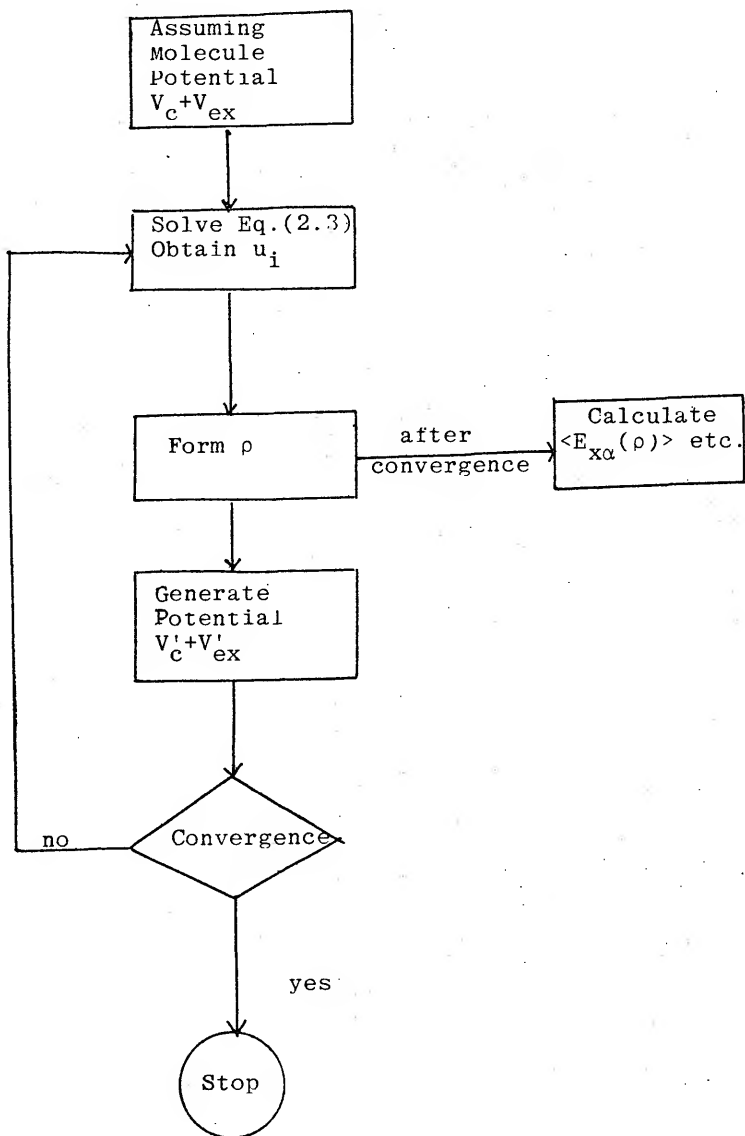 Assuming
Molecule
Potential
V_c+V_ex
Solve Eq.(2.3)
Obtain u_i
Form ρ
after
convergence
Calculate
<E_xα(ρ)> etc.
Generate
Potential
V'_c+V'_ex
Convergence
no
yes
Stop